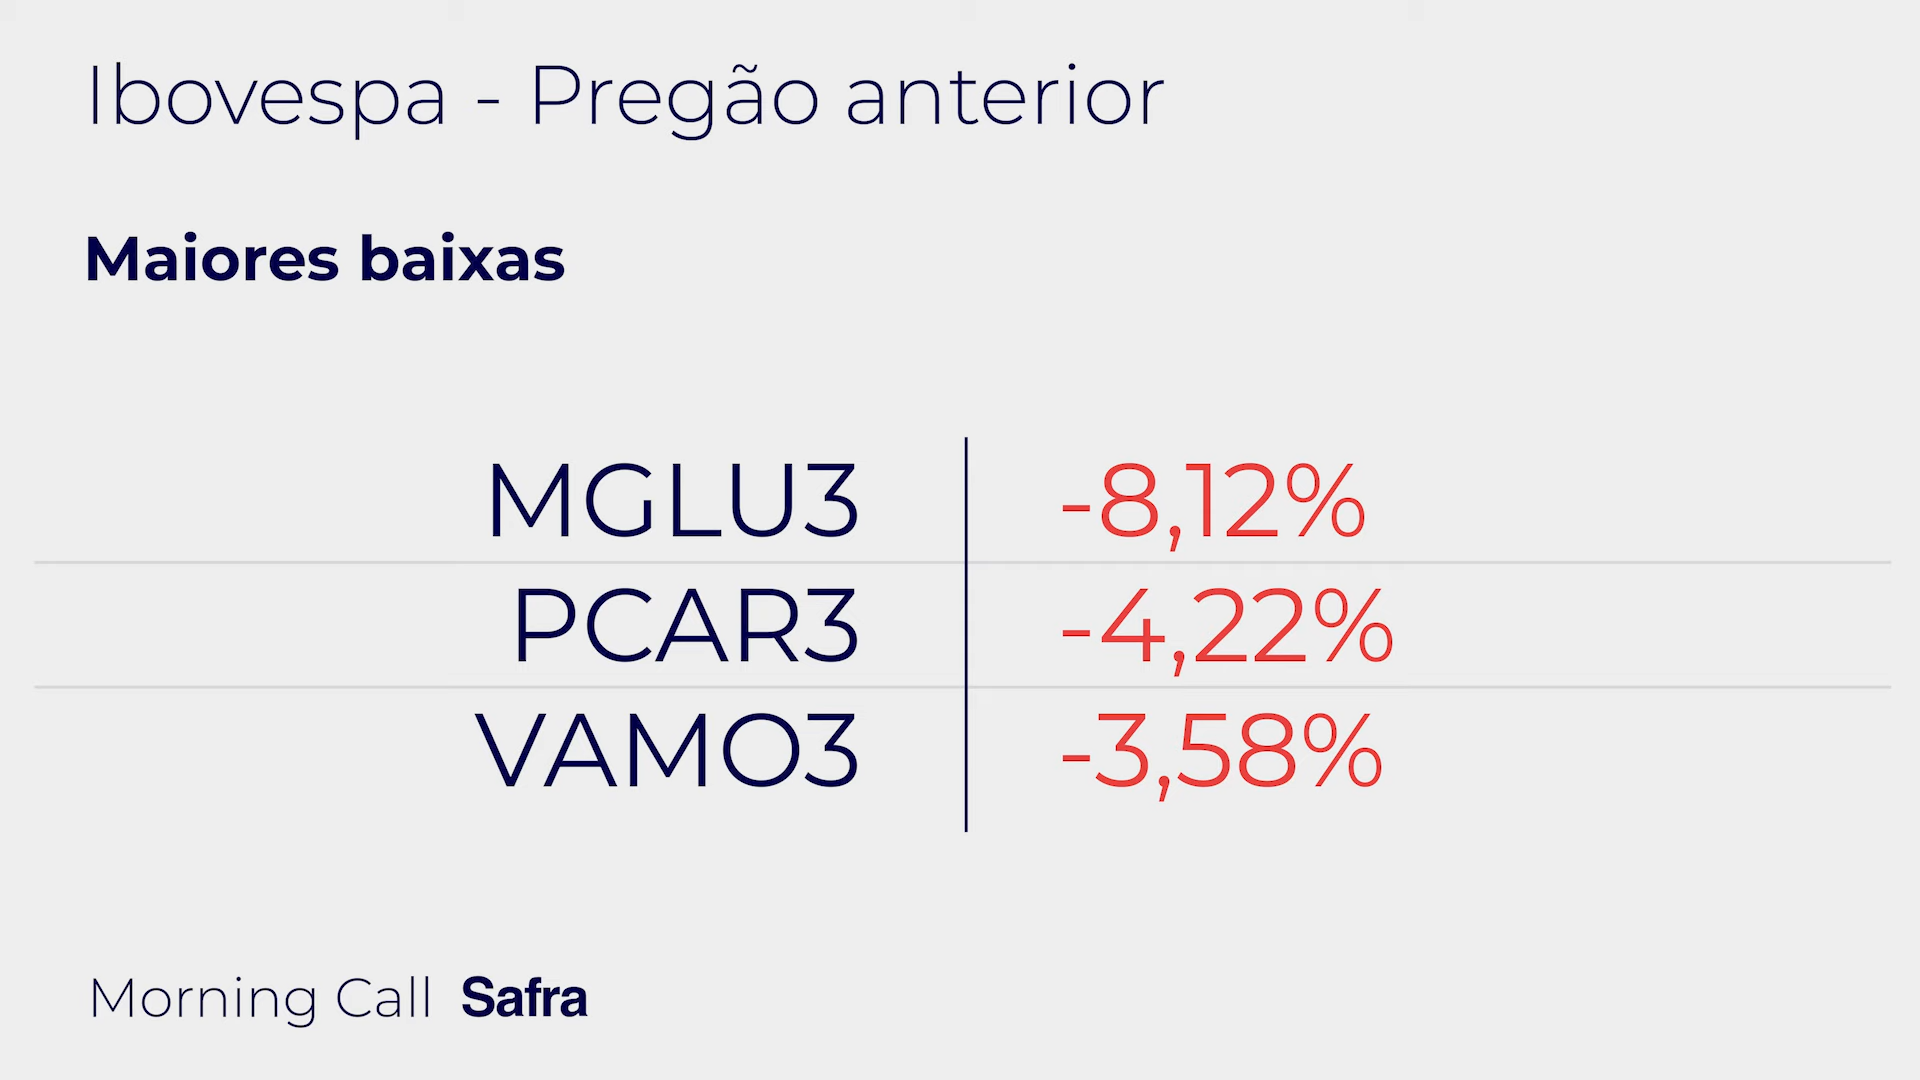 Ibovespa - Pregão anterior
Maiores baixas
MGLU3 -8,12%
PCAR3 -4,22%
VAMO3 -3,58%
Morning Call Safra